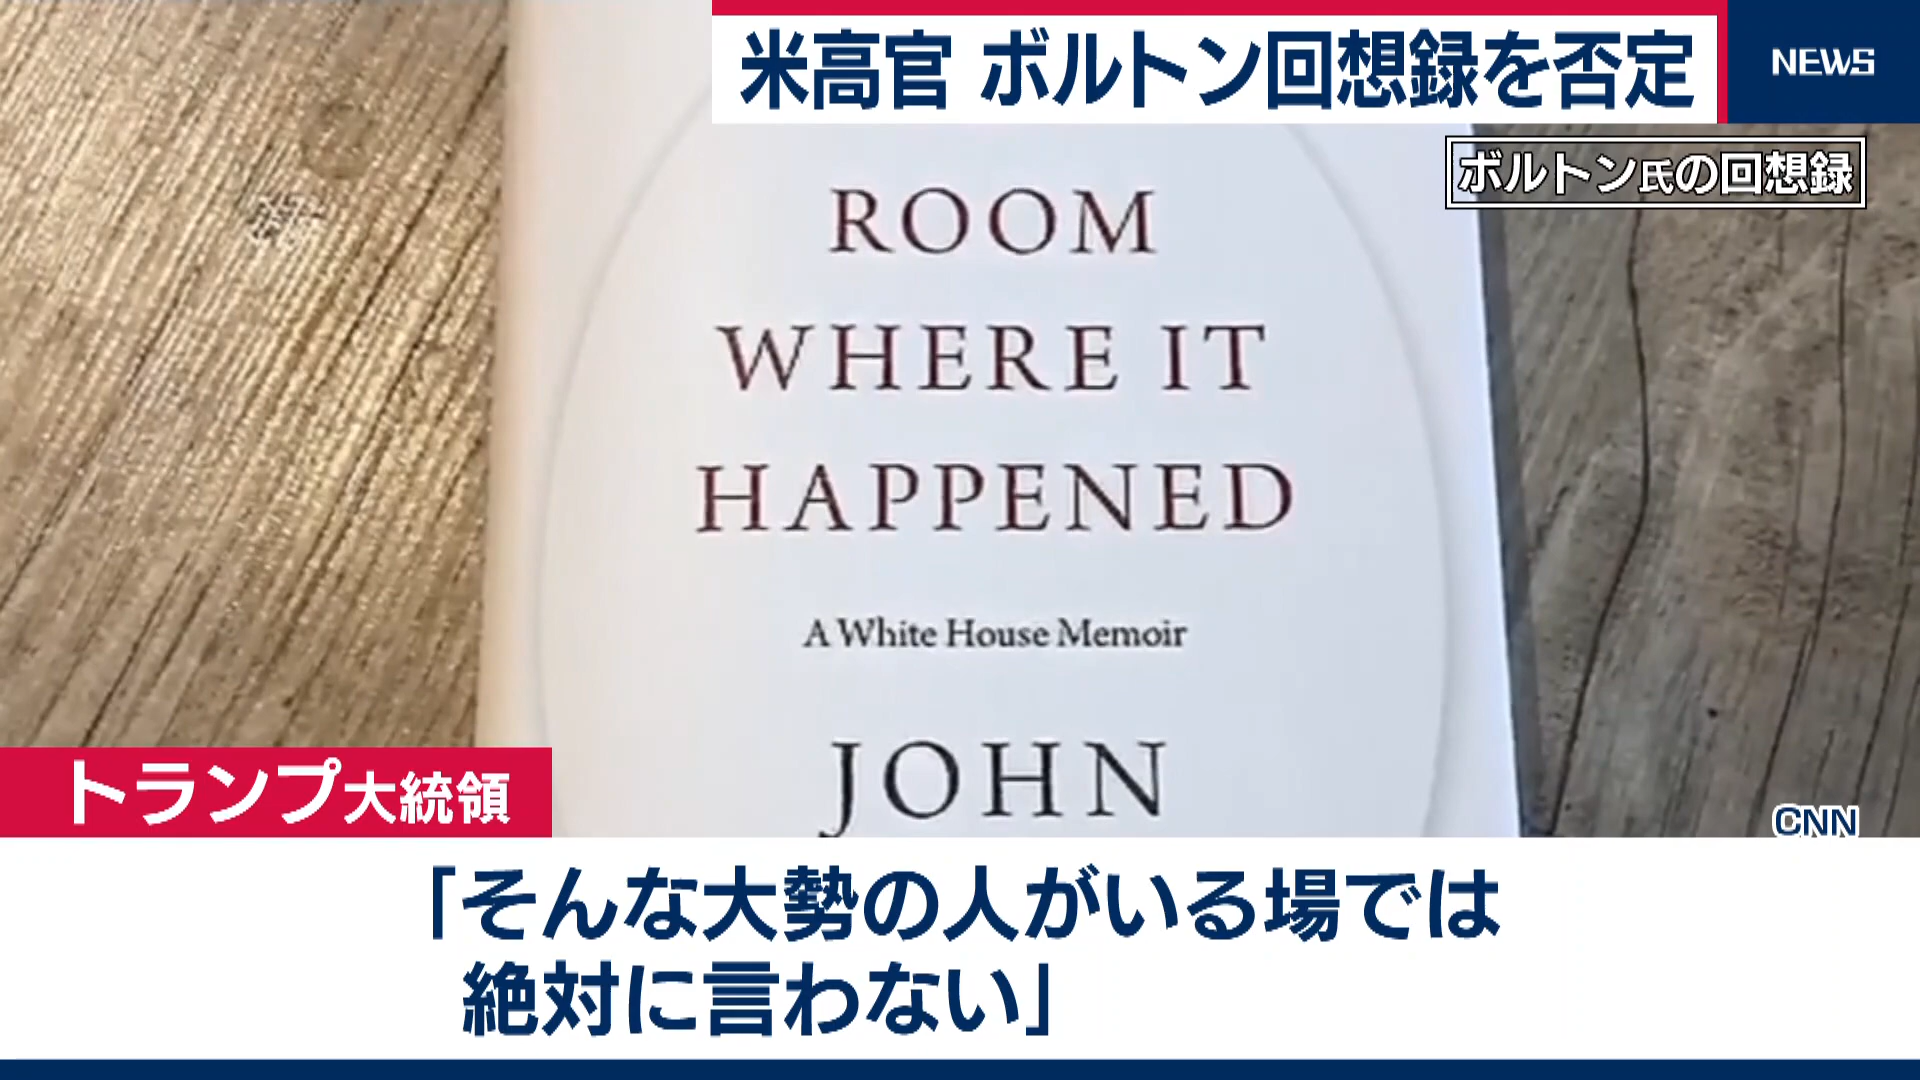 米高官 ボルトン回想録を否定
NEWS
ボルトン氏の回想録
ROOM
WHERE IT
HAPPENED
A White House Memoir
JOHN
CNN
トランプ大統領
「そんな大勢の人がいる場では
絶対に言わない」